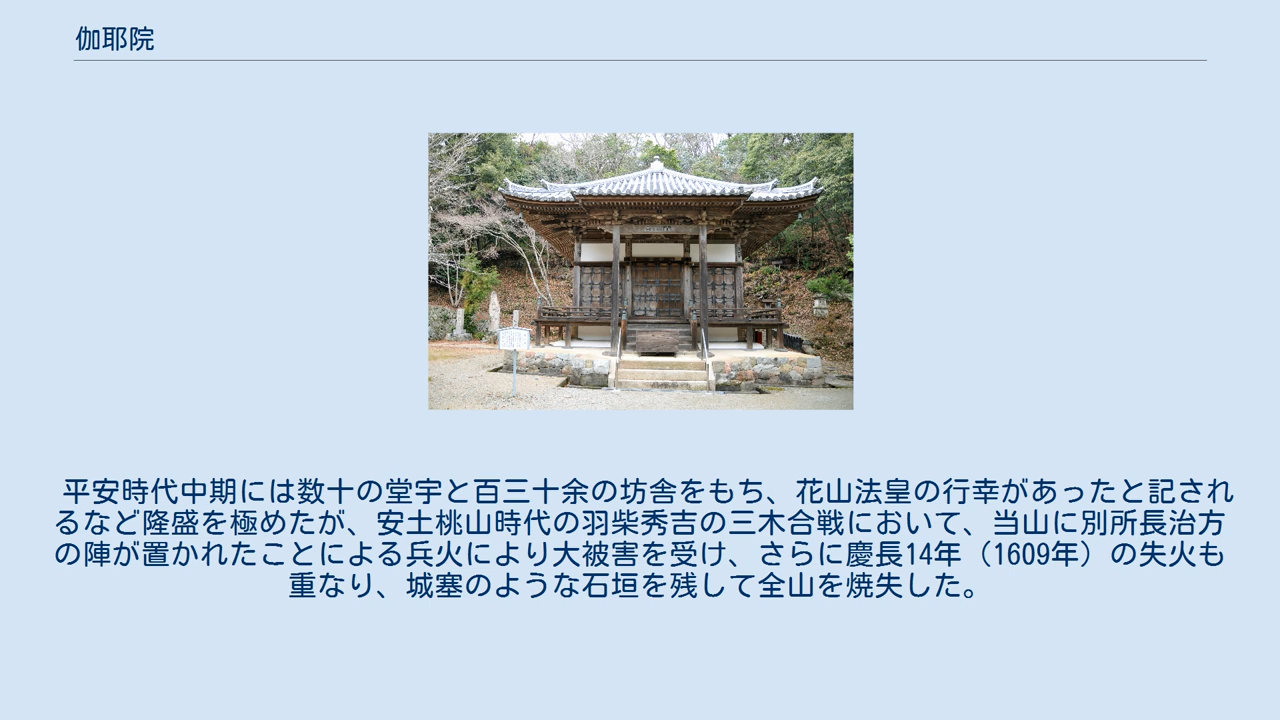 伽耶院
平安時代中期には数十の堂宇と百三十余の坊舎をもち、花山法皇の行幸があったと記され
るなど隆盛を極めたが、安土桃山時代の羽柴秀吉の三木合戦において、当山に別所長治方
の陣が置かれたことによる兵火により大被害を受け、さらに慶長14年（1609年）の失火も
重なり、城塞のような石垣を残して全山を焼失した。